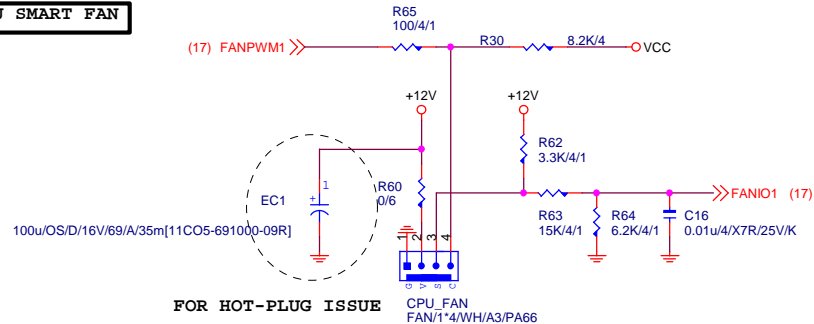 SMART FAN
R65
100/4/1
(17) FANPWM1
R30
8.2K/4
VCC
+12V
+12V
R62
3.3K/4/1
EC1
+
1
R60
0/6
FANIO1 (17)
R63
15K/4/1
R64
6.2K/4/1
C16
0.01u/4/X7R/25V/K
100u/OS/D/16V/69/A/35m[11CO5-691000-09R]
1 2 3 4
G V S C
FOR HOT-PLUG ISSUE
CPU_FAN
FAN/1*4/WH/A3/PA66